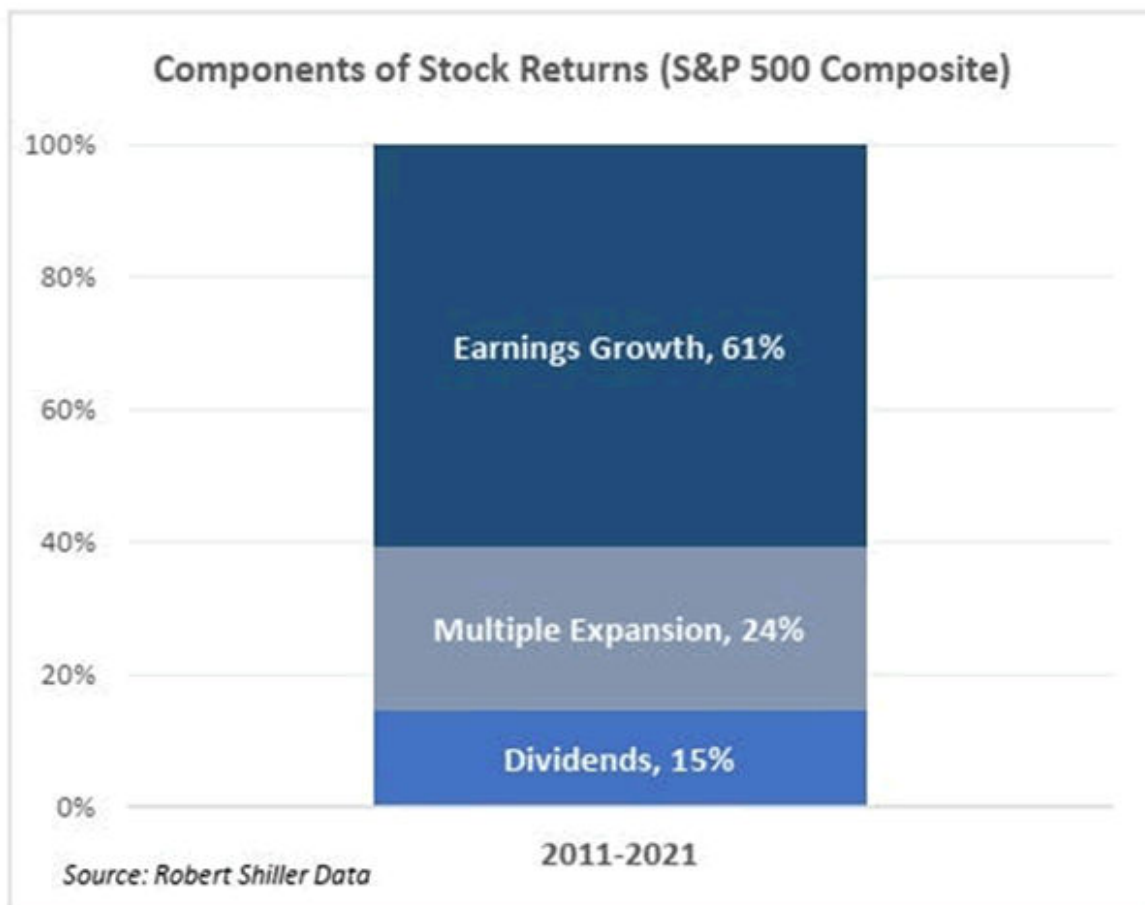 Components of Stock Returns (S&P 500 Composite)
100%
80%
Earnings Growth, 61%
60%
40%
Multiple Expansion, 24%
20%
Dividends, 15%
0%
2011-2021
Source: Robert Shiller Data